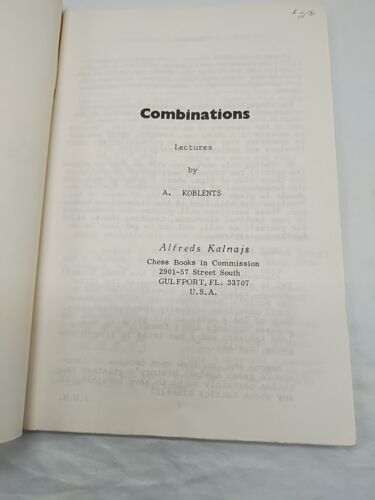 Combinations
Lectures
by
A. KOBLENTS
Alfreds Kalnajs
Chess Books in Commission
2901-57 Street South
GULFPORT, FL. 33707
U.S.A.